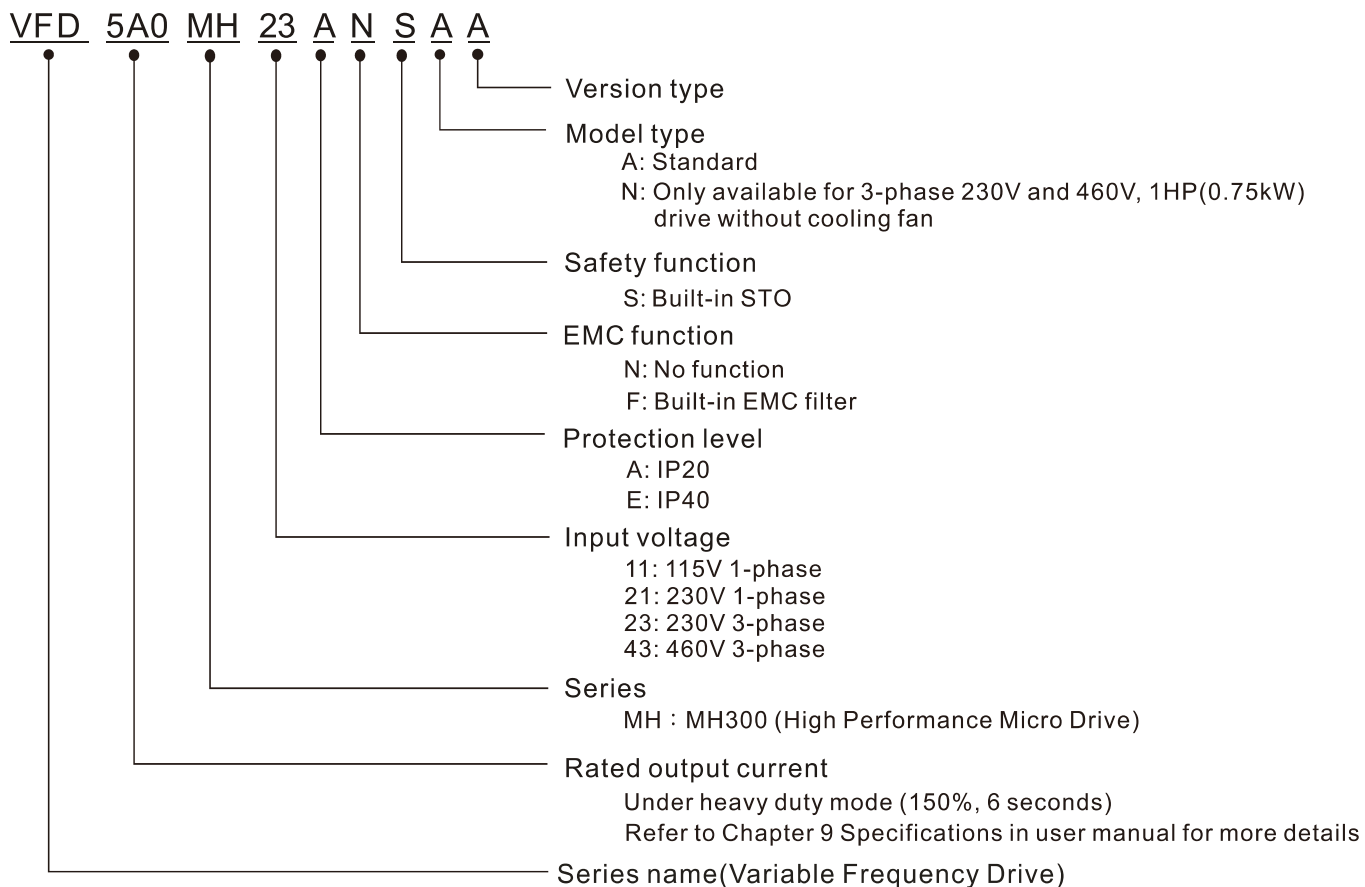 VFD 5A0 MH 23 A N S A A
Version type
Model type
A: Standard
N: Only available for 3-phase 230V and 460V, 1HP(0.75kW)
drive without cooling fan
Safety function
S: Built-in STO
EMC function
N: No function
F: Built-in EMC filter
Protection level
A: IP20
E: IP40
Input voltage
11: 115V 1-phase
21: 230V 1-phase
23: 230V 3-phase
43: 460V 3-phase
Series
MH：MH300 (High Performance Micro Drive)
Rated output current
Under heavy duty mode (150%, 6 seconds)
Refer to Chapter 9 Specifications in user manual for more details
Series name(Variable Frequency Drive)